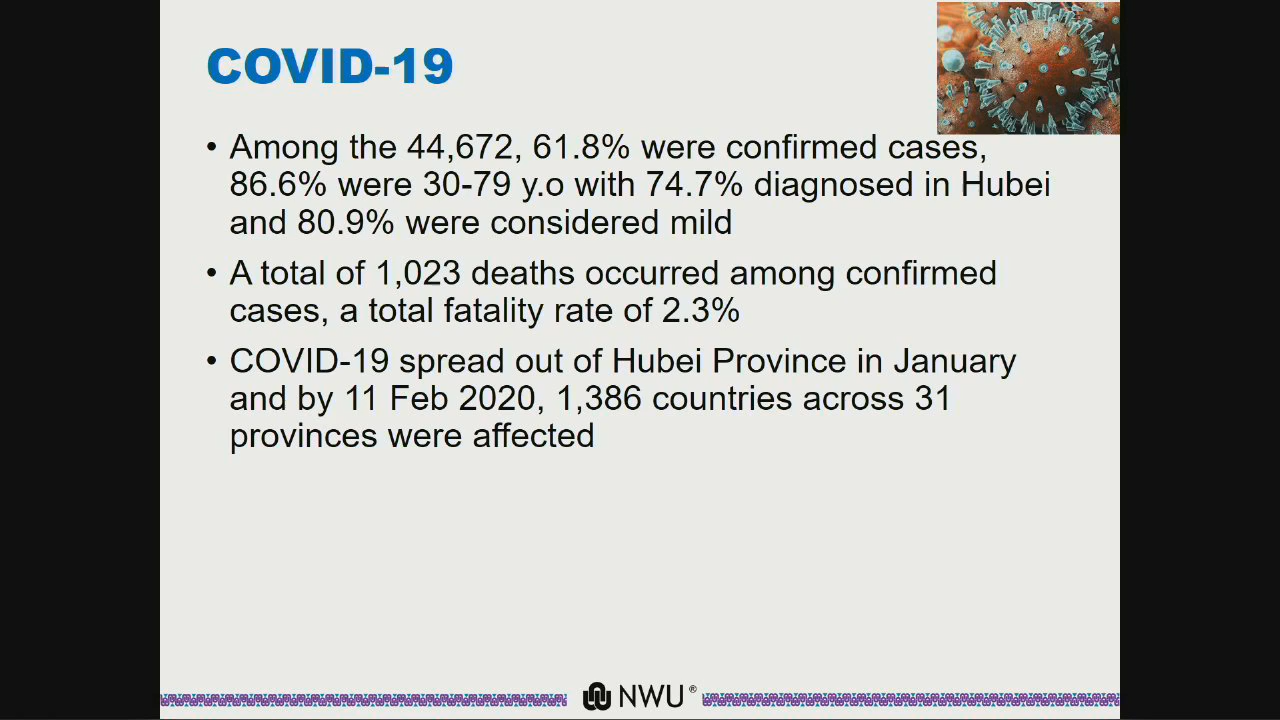 COVID-19
• Among the 44,672, 61.8% were confirmed cases,
86.6% were 30-79 y.o with 74.7% diagnosed in Hubei
and 80.9% were considered mild
• A total of 1,023 deaths occurred among confirmed
cases, a total fatality rate of 2.3%
• COVID-19 spread out of Hubei Province in January
and by 11 Feb 2020, 1,386 countries across 31
provinces were affected
NWU®